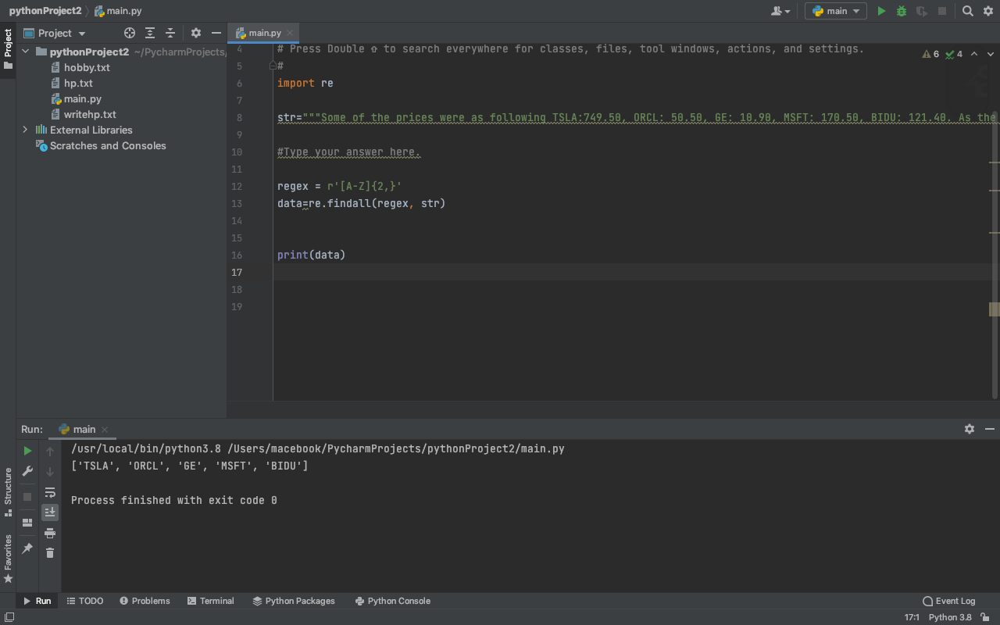 pythonProject2 main.py
main
Project
main.py
Project
pythonProject2 ~/PycharmProjects/
hobby.txt
hp.txt
main.py
writehp.txt
External Libraries
Scratches and Consoles
6 4
4 # Press Double ⇧ to search everywhere for classes, files, tool windows, actions, and settings.
5 #
6 import re
7
8 str="""Some of the prices were as following TSLA:749.50, ORCL: 50.50, GE: 10.90, MSFT: 170.50, BIDU: 121.40. As the
9
10 #Type your answer here.
11
12 regex = r'[A-Z]{2,}'
13 data=re.findall(regex, str)
14
15
16 print(data)
17
18
19
Run: main
/usr/local/bin/python3.8 /Users/macebook/PycharmProjects/pythonProject2/main.py
['TSLA', 'ORCL', 'GE', 'MSFT', 'BIDU']
Process finished with exit code 0
Structure
Favorites
Run TODO Problems Terminal Python Packages Python Console Event Log
17:1 Python 3.8